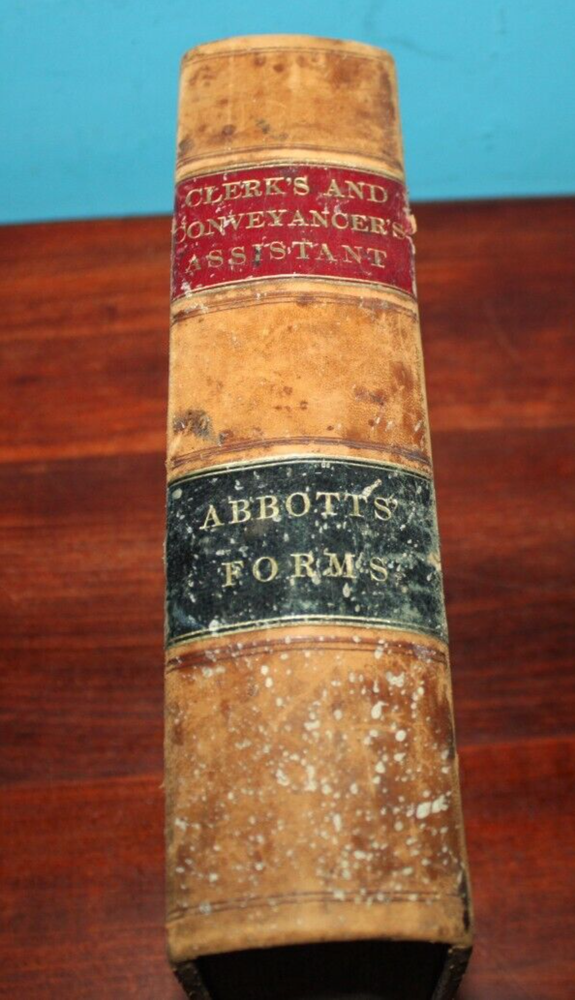 CLERK'S AND
CONVEYANCER'S
ASSISTANT
ABBOTTS'
FORMS.